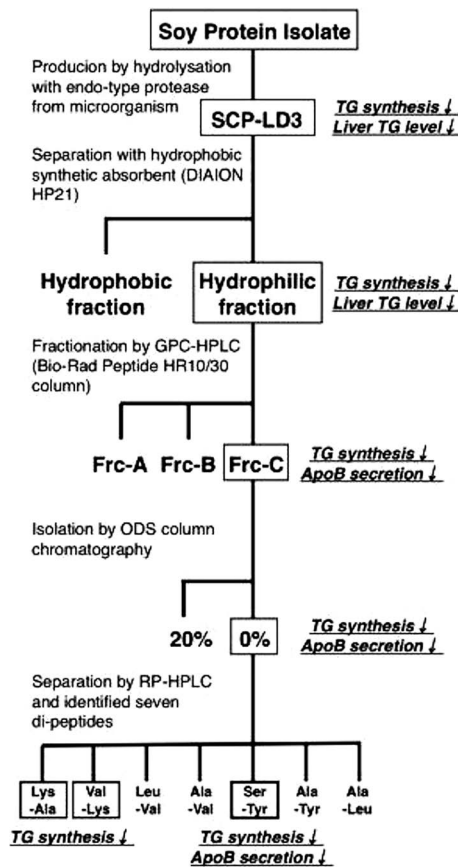 Soy Protein Isolate
Producion by hydrolysation
with endo-type protease
from microorganism
SCP-LD3
TG synthesis ↓
Liver TG level ↓
Separation with hydrophobic
synthetic absorbent (DIAION
HP21)
Hydrophobic
fraction
Hydrophilic
fraction
TG synthesis ↓
Liver TG level ↓
Fractionation by GPC-HPLC
(Bio-Rad Peptide HR10/30
column)
Frc-A
Frc-B
Frc-C
TG synthesis ↓
ApoB secretion ↓
Isolation by ODS column
chromatography
20%
0%
TG synthesis ↓
ApoB secretion ↓
Separation by RP-HPLC
and identified seven
di-peptides
Lys
-Ala
Val
-Lys
Leu
-Val
Ala
-Val
Ser
-Tyr
Ala
-Tyr
Ala
-Leu
TG synthesis ↓
TG synthesis ↓
ApoB secretion ↓